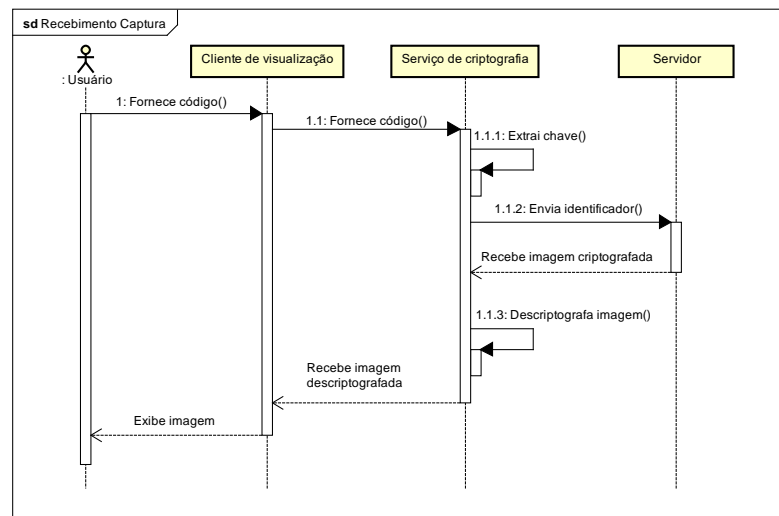 sd Recebimento Captura
: Usuário
Cliente de visualização
Serviço de criptografia
Servidor
1: Fornece código()
1.1: Fornece código()
1.1.1: Extrai chave()
1.1.2: Envia identificador()
Recebe imagem criptografada
1.1.3: Descriptografa imagem()
Recebe imagem
descriptografada
Exibe imagem